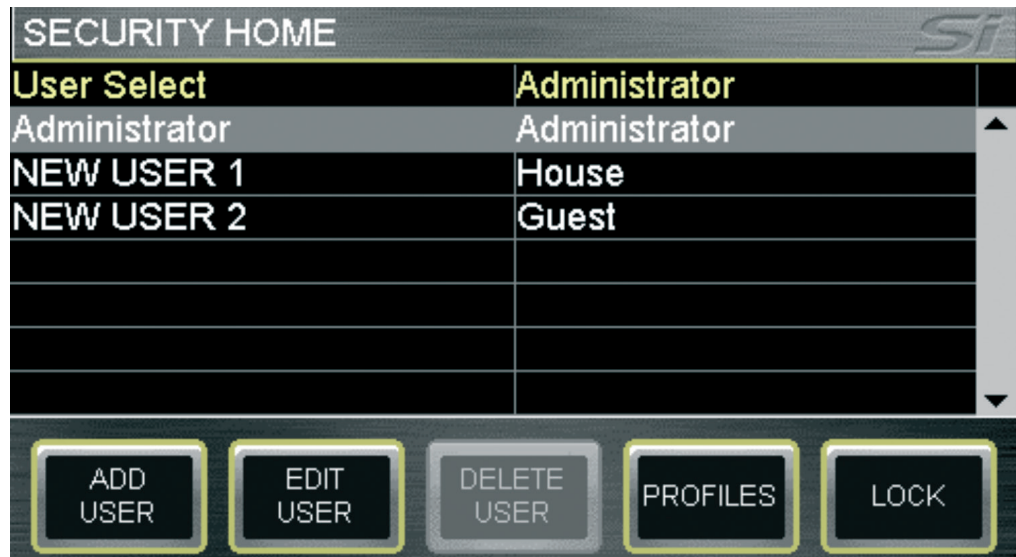 SECURITY HOME Si
User Select Administrator
Administrator Administrator
NEW USER 1 House
NEW USER 2 Guest
ADD
USER
EDIT
USER
DELETE
USER
PROFILES
LOCK